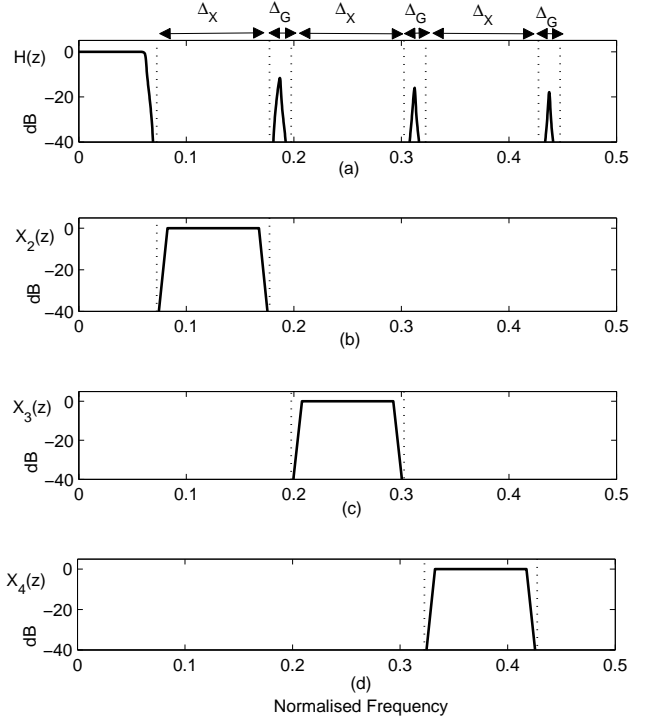 Δ_X Δ_G Δ_X Δ_G Δ_X Δ_G
H(z)
dB
0
−20
−40
0 0.1 0.2 0.3 0.4 0.5
(a)
X_2(z)
dB
0
−20
−40
0 0.1 0.2 0.3 0.4 0.5
(b)
X_3(z)
dB
0
−20
−40
0 0.1 0.2 0.3 0.4 0.5
(c)
X_4(z)
dB
0
−20
−40
0 0.1 0.2 0.3 0.4 0.5
(d)
Normalised Frequency